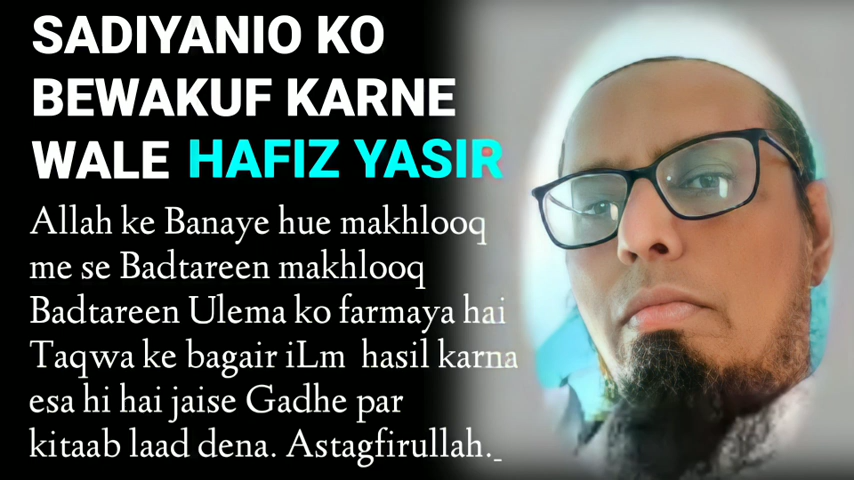 SADIYANIO KO
BEWAKUF KARNE
WALE HAFIZ YASIR
Allah ke Banaye hue makhlooq
me se Badtareen makhlooq
Badtareen Ulema ko farmaya hai
Taqwa ke bagair iLm hasil karna
esa hi hai jaise Gadhe par
kitaab laad dena. Astagfirullah._